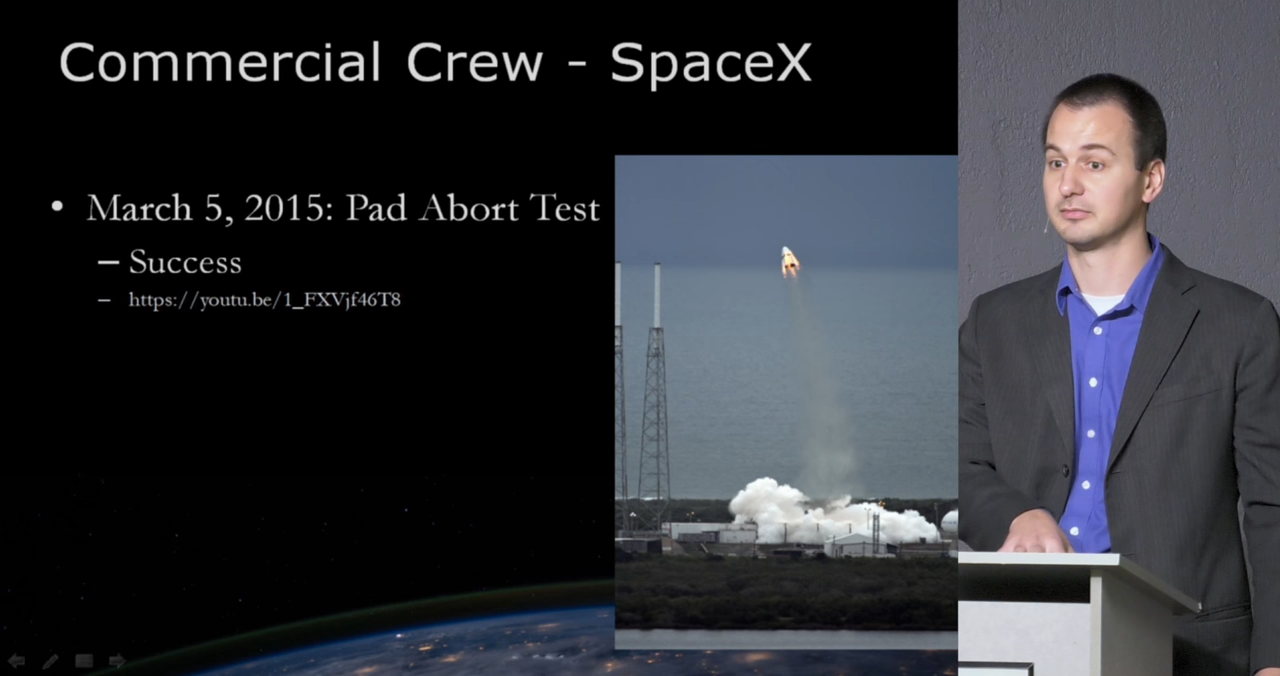 Commercial Crew - SpaceX
• March 5, 2015: Pad Abort Test
– Success
– https://youtu.be/1_FXVjf46T8